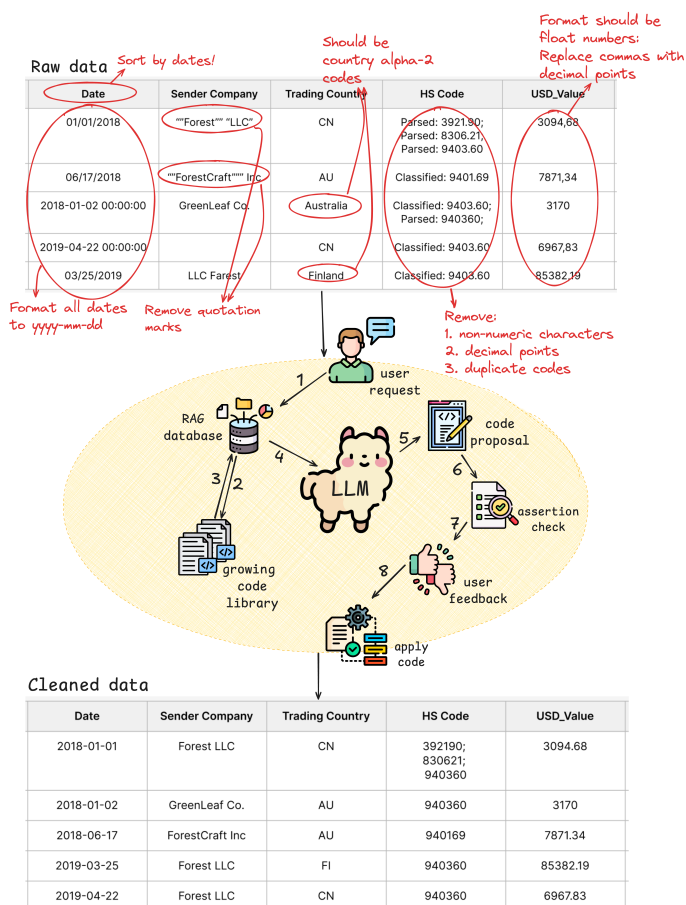 Format should be
float numbers:
Replace commas with
decimal points
Should be
country alpha-2
codes
Sort by dates!
Raw data
Date Sender Company Trading Country HS Code USD_Value
01/01/2018 ""Forest"" "LLC" CN Parsed: 3921.90; 3094,68
Parsed: 8306.21;
Parsed: 9403.60
06/17/2018 ""ForestCraft""" Inc AU Classified: 9401.69 7871,34
2018-01-02 00:00:00 GreenLeaf Co. Australia Classified: 9403.60; 3170
Parsed: 940360;
2019-04-22 00:00:00 CN Classified: 9403.60 6967,83
03/25/2019 LLC Farest Finland Classified: 9403.60 85382,19
Format all dates
to yyyy-mm-dd
Remove quotation
marks
Remove:
1. non-numeric characters
2. decimal points
3. duplicate codes
1
user
request
RAG
database
4
LLM
5
code
proposal
3
2
6
assertion
check
7
growing
code
library
8
user
feedback
apply
code
Cleaned data
Date Sender Company Trading Country HS Code USD_Value
2018-01-01 Forest LLC CN 392190; 3094.68
830621;
940360
2018-01-02 GreenLeaf Co. AU 940360 3170
2018-06-17 ForestCraft Inc AU 940169 7871.34
2019-03-25 Forest LLC FI 940360 85382.19
2019-04-22 Forest LLC CN 940360 6967.83